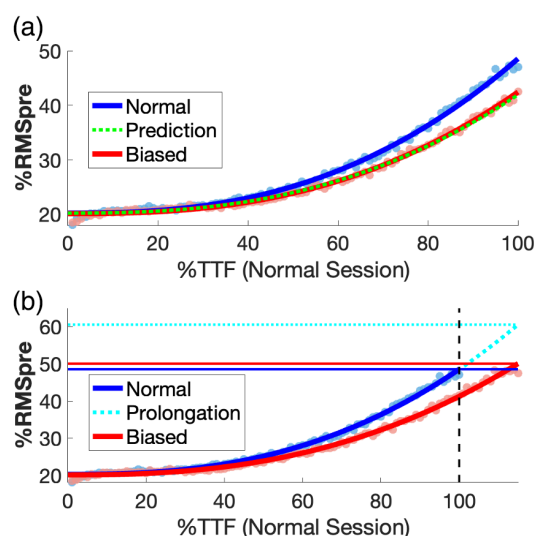 (a)
50
40
30
20
%RMSpre
Normal
Prediction
Biased
0 20 40 60 80 100
%TTF (Normal Session)
(b)
60
50
40
30
20
%RMSpre
Normal
Prolongation
Biased
0 20 40 60 80 100
%TTF (Normal Session)